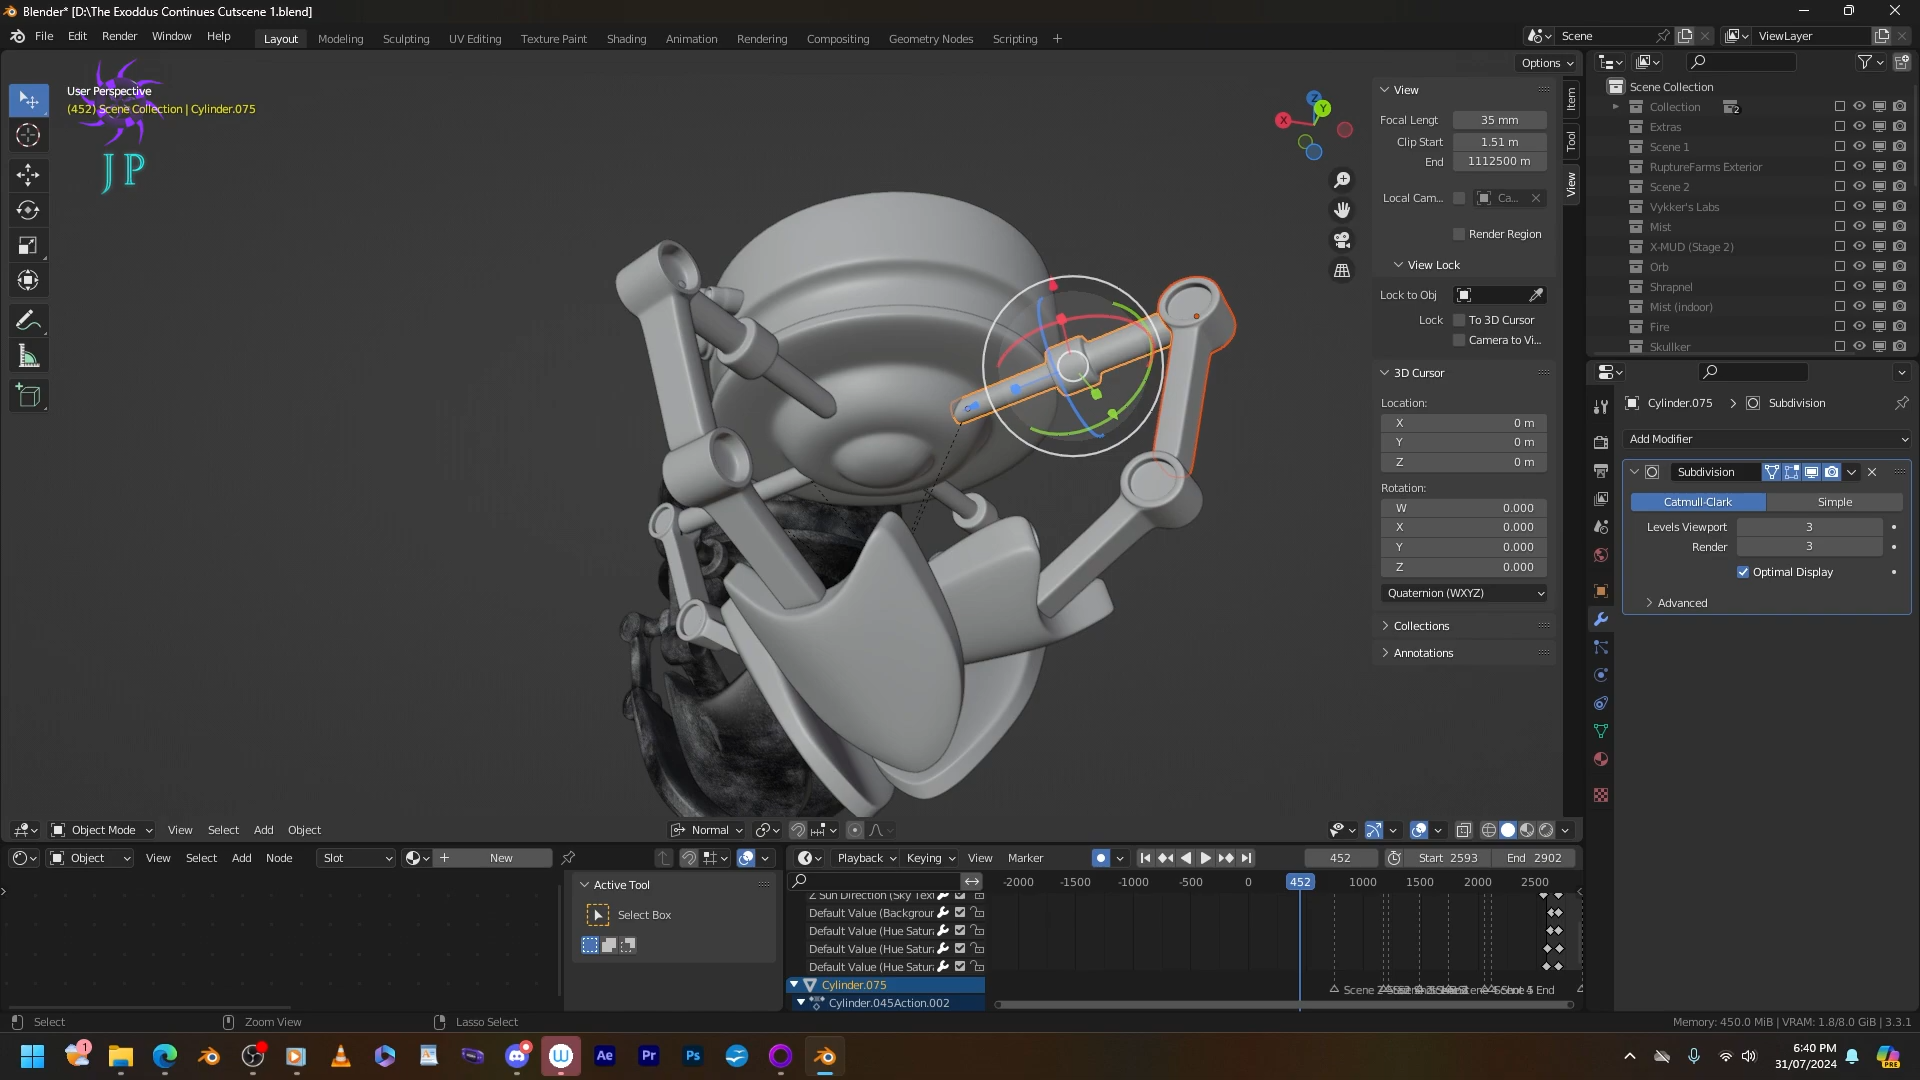 Blender* [D:\The Exoddus Continues Cutscene 1.blend]
File Edit Render Window Help
Layout Modeling Sculpting UV Editing Texture Paint Shading Animation Rendering Compositing Geometry Nodes Scripting
Scene
ViewLayer
Options
User Perspective
(452) Scene Collection | Cylinder.075
JP
X Y Z
View
Focal Lengt 35 mm
Clip Start 1.51 m
End 1112500 m
Local Cam... Ca...
Render Region
View Lock
Lock to Obj
Lock To 3D Cursor
Camera to Vi...
3D Cursor
Location:
X 0 m
Y 0 m
Z 0 m
Rotation:
W 0.000
X 0.000
Y 0.000
Z 0.000
Quaternion (WXYZ)
Collections
Annotations
Item
Tool
View
Scene Collection
Collection 2
Extras
Scene 1
RuptureFarms Exterior
Scene 2
Vykker's Labs
Mist
X-MUD (Stage 2)
Orb
Shrapnel
Mist (indoor)
Fire
Skullker
Cylinder.075 Subdivision
Add Modifier
Subdivision
Catmull-Clark Simple
Levels Viewport 3
Render 3
Optimal Display
Advanced
Object Mode View Select Add Object
Normal
Object View Select Add Node Slot New
Active Tool
Select Box
Playback Keying View Marker 452 Start 2593 End 2902
-2000 -1500 -1000 -500 0 452 1000 1500 2000 2500
Z Sun Direction (Sky Tex
Default Value (Backgrour
Default Value (Hue Satur
Default Value (Hue Satur
Default Value (Hue Satur
Cylinder.075
Cylinder.045Action.002
Select Zoom View Lasso Select
Memory: 450.0 MiB | VRAM: 1.8/8.0 GiB | 3.3.1
1
W Ae Pr Ps
6:40 PM
31/07/2024
PRE